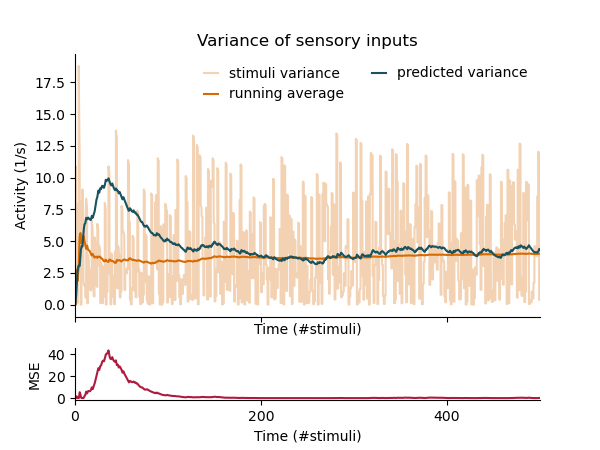 Variance of sensory inputs
stimuli variance
running average
predicted variance
Activity (1/s)
17.5
15.0
12.5
10.0
7.5
5.0
2.5
0.0
Time (#stimuli)
MSE
40
20
0
0 200 400
Time (#stimuli)